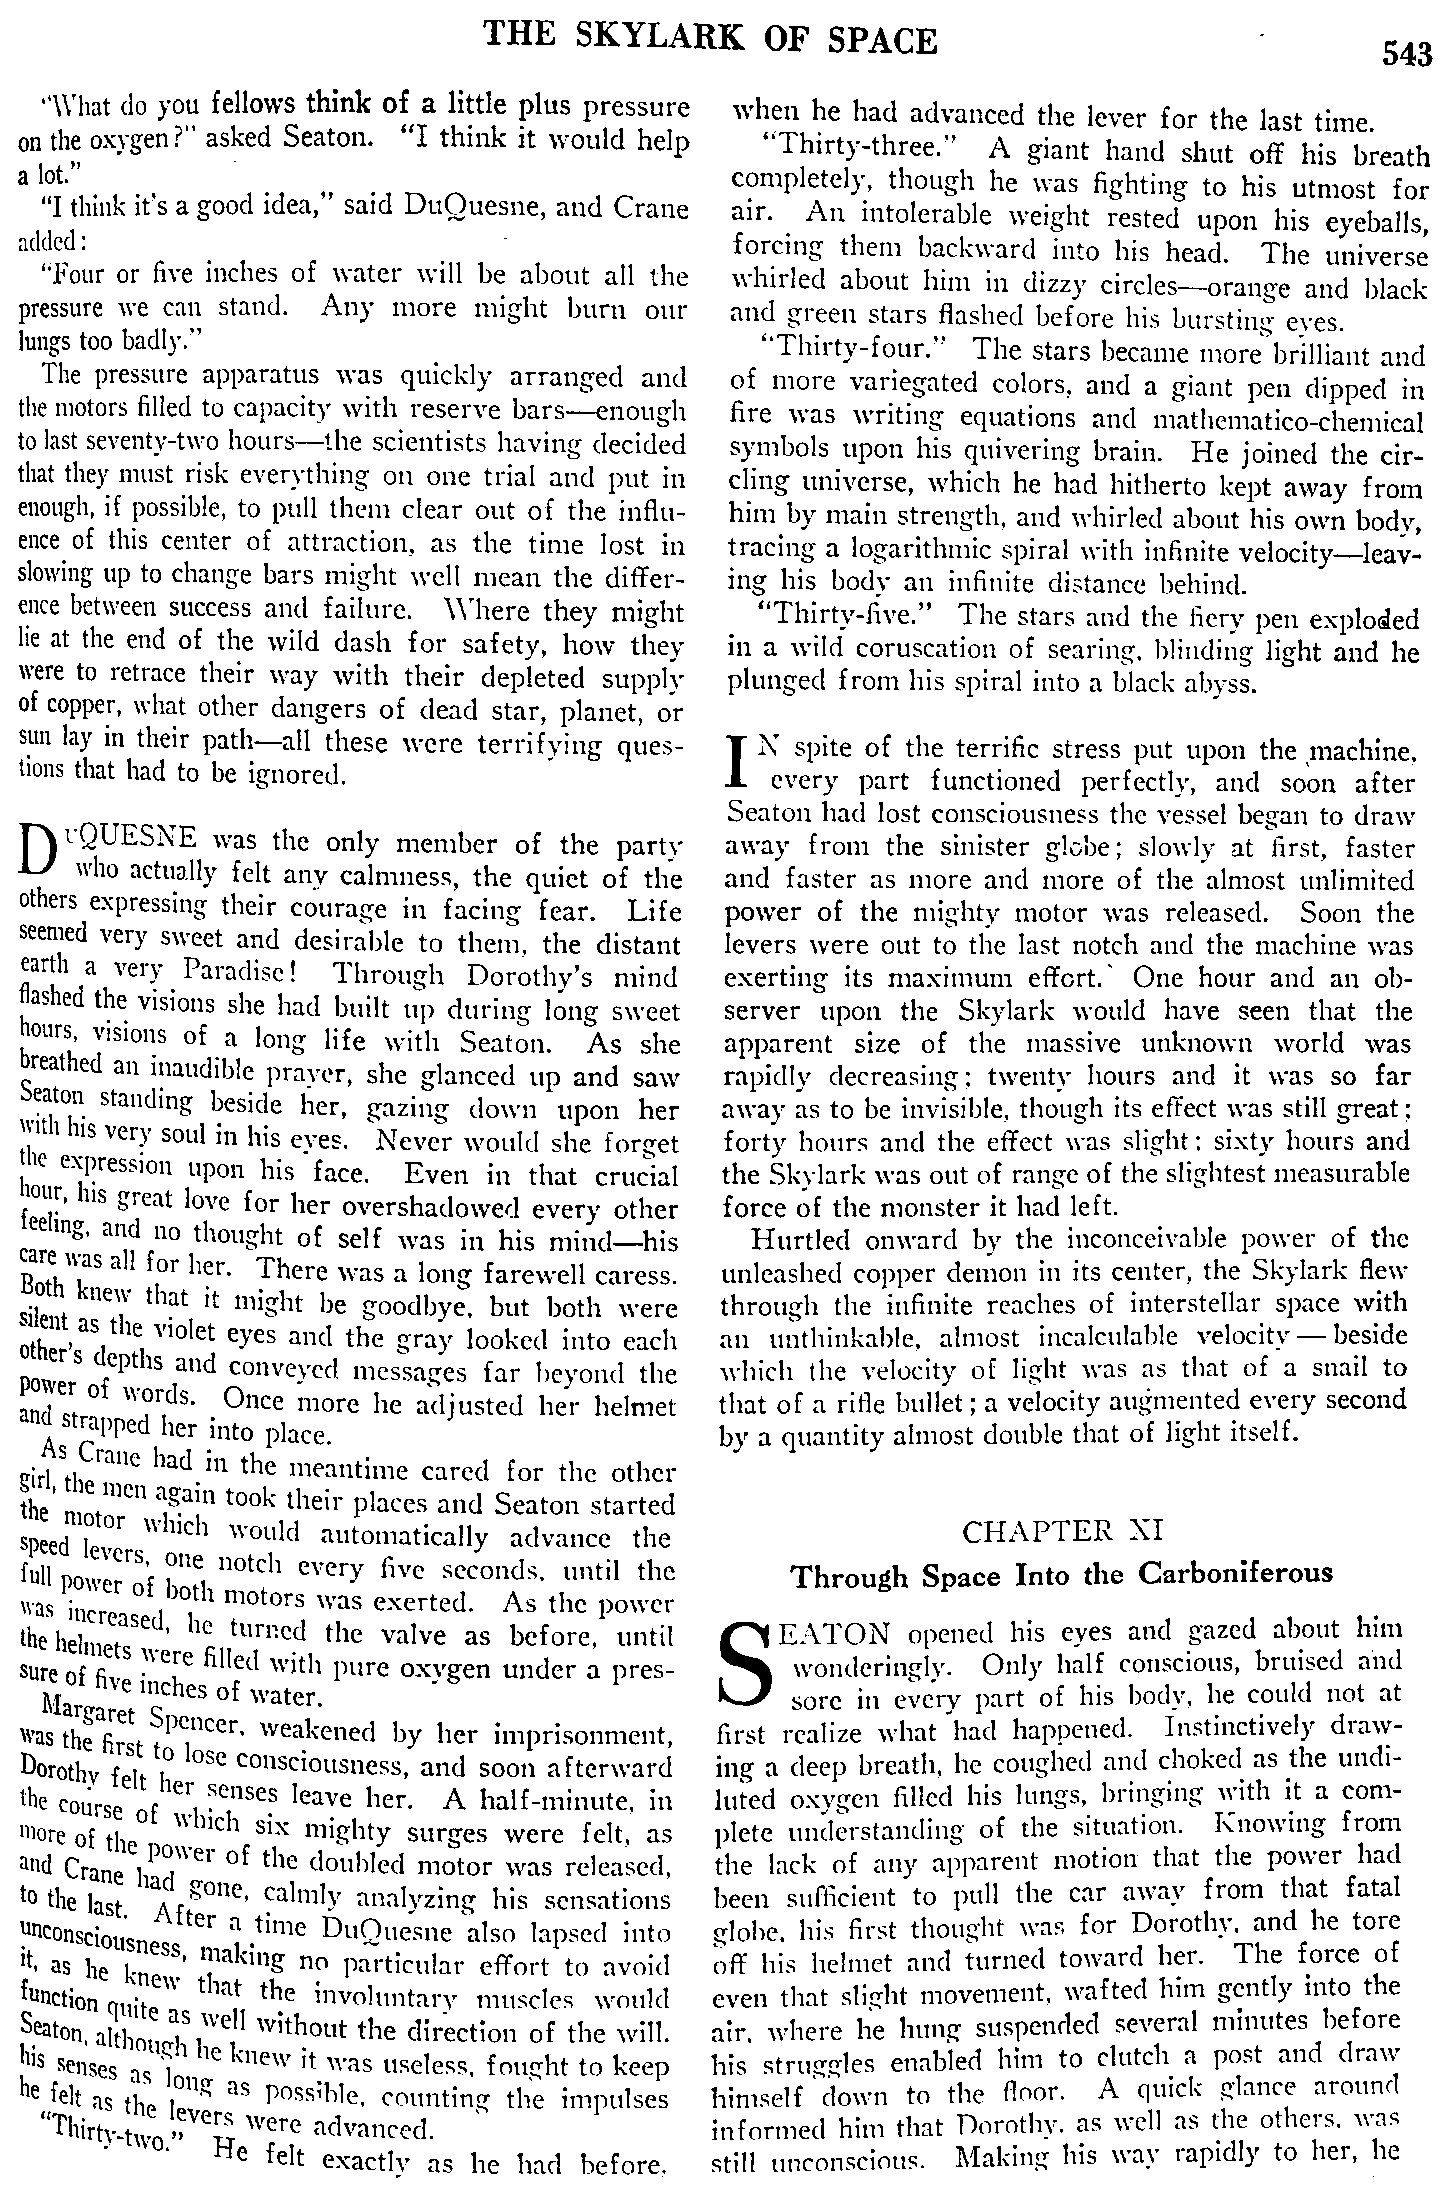 THE SKYLARK OF SPACE
543
"What do you fellows think of a little plus pressure
on the oxygen?" asked Seaton. "I think it would help
a lot."
"I think it's a good idea," said DuQuesne, and Crane
added:
"Four or five inches of water will be about all the
pressure we can stand. Any more might burn our
lungs too badly."
The pressure apparatus was quickly arranged and
the motors filled to capacity with reserve bars—enough
to last seventy-two hours—the scientists having decided
that they must risk everything on one trial and put in
enough, if possible, to pull them clear out of the influ-
ence of this center of attraction, as the time lost in
slowing up to change bars might well mean the differ-
ence between success and failure. Where they might
lie at the end of the wild dash for safety, how they
were to retrace their way with their depleted supply
of copper, what other dangers of dead star, planet, or
sun lay in their path—all these were terrifying ques-
tions that had to be ignored.
DUQUESNE was the only member of the party
who actually felt any calmness, the quiet of the
others expressing their courage in facing fear. Life
seemed very sweet and desirable to them, the distant
earth a very Paradise! Through Dorothy's mind
flashed the visions she had built up during long sweet
hours, visions of a long life with Seaton. As she
breathed an inaudible prayer, she glanced up and saw
Seaton standing beside her, gazing down upon her
with his very soul in his eyes. Never would she forget
the expression upon his face. Even in that crucial
hour, his great love for her overshadowed every other
feeling, and no thought of self was in his mind—his
care was all for her. There was a long farewell caress.
Both knew that it might be goodbye, but both were
silent as the violet eyes and the gray looked into each
other's depths and conveyed messages far beyond the
power of words. Once more he adjusted her helmet
and strapped her into place.
As Crane had in the meantime cared for the other
girl, the men again took their places and Seaton started
the motor which would automatically advance the
speed levers, one notch every five seconds, until the
full power of both motors was exerted. As the power
was increased, he turned the valve as before, until
the helmets were filled with pure oxygen under a pres-
sure of five inches of water.
Margaret Spencer, weakened by her imprisonment,
was the first to lose consciousness, and soon afterward
Dorothy felt her senses leave her. A half-minute, in
the course of which six mighty surges were felt, as
more of the power of the doubled motor was released,
and Crane had gone, calmly analyzing his sensations
to the last. After a time DuQuesne also lapsed into
unconsciousness, making no particular effort to avoid
it, as he knew that the involuntary muscles would
function quite as well without the direction of the will.
Seaton, although he knew it was useless, fought to keep
his senses as long as possible, counting the impulses
he felt as the levers were advanced.
"Thirty-two." He felt exactly as he had before,
when he had advanced the lever for the last time.
"Thirty-three." A giant hand shut off his breath
completely, though he was fighting to his utmost for
air. An intolerable weight rested upon his eyeballs,
forcing them backward into his head. The universe
whirled about him in dizzy circles—orange and black
and green stars flashed before his bursting eyes.
"Thirty-four." The stars became more brilliant and
of more variegated colors, and a giant pen dipped in
fire was writing equations and mathematico-chemical
symbols upon his quivering brain. He joined the cir-
cling universe, which he had hitherto kept away from
him by main strength, and whirled about his own body,
tracing a logarithmic spiral with infinite velocity—leav-
ing his body an infinite distance behind.
"Thirty-five." The stars and the fiery pen exploded
in a wild coruscation of searing, blinding light and he
plunged from his spiral into a black abyss.
IN spite of the terrific stress put upon the machine,
every part functioned perfectly, and soon after
Seaton had lost consciousness the vessel began to draw
away from the sinister globe; slowly at first, faster
and faster as more and more of the almost unlimited
power of the mighty motor was released. Soon the
levers were out to the last notch and the machine was
exerting its maximum effort. One hour and an ob-
server upon the Skylark would have seen that the
apparent size of the massive unknown world was
rapidly decreasing; twenty hours and it was so far
away as to be invisible, though its effect was still great;
forty hours and the effect was slight; sixty hours and
the Skylark was out of range of the slightest measurable
force of the monster it had left.
Hurtled onward by the inconceivable power of the
unleashed copper demon in its center, the Skylark flew
through the infinite reaches of interstellar space with
an unthinkable, almost incalculable velocity—beside
which the velocity of light was as that of a snail to
that of a rifle bullet; a velocity augmented every second
by a quantity almost double that of light itself.
CHAPTER XI
Through Space Into the Carboniferous
SEATON opened his eyes and gazed about him
wonderingly. Only half conscious, bruised and
sore in every part of his body, he could not at
first realize what had happened. Instinctively draw-
ing a deep breath, he coughed and choked as the undi-
luted oxygen filled his lungs, bringing with it a com-
plete understanding of the situation. Knowing from
the lack of any apparent motion that the power had
been sufficient to pull the car away from that fatal
globe, his first thought was for Dorothy, and he tore
off his helmet and turned toward her. The force of
even that slight movement, wafted him gently into the
air, where he hung suspended several minutes before
his struggles enabled him to clutch a post and draw
himself down to the floor. A quick glance around
informed him that Dorothy, as well as the others, was
still unconscious. Making his way rapidly to her, he